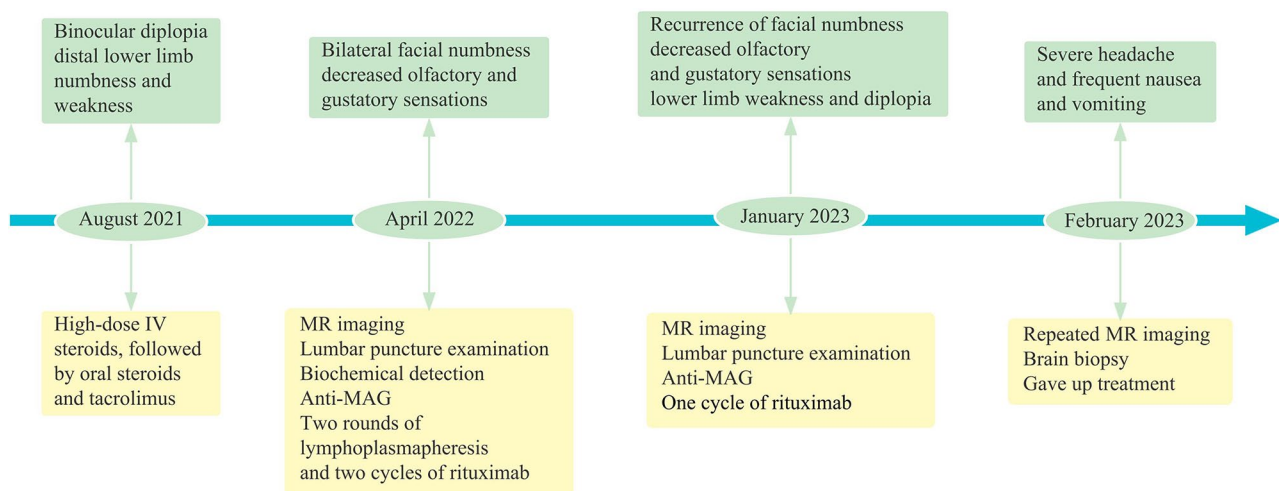 Binocular diplopia
distal lower limb
numbness and
weakness
Bilateral facial numbness
decreased olfactory and
gustatory sensations
Recurrence of facial numbness
decreased olfactory
and gustatory sensations
lower limb weakness and diplopia
Severe headache
and frequent nausea
and vomiting
August 2021
April 2022
January 2023
February 2023
High-dose IV
steroids, followed
by oral steroids
and tacrolimus
MR imaging
Lumbar puncture examination
Biochemical detection
Anti-MAG
Two rounds of
lymphoplasmapheresis
and two cycles of rituximab
MR imaging
Lumbar puncture examination
Anti-MAG
One cycle of rituximab
Repeated MR imaging
Brain biopsy
Gave up treatment